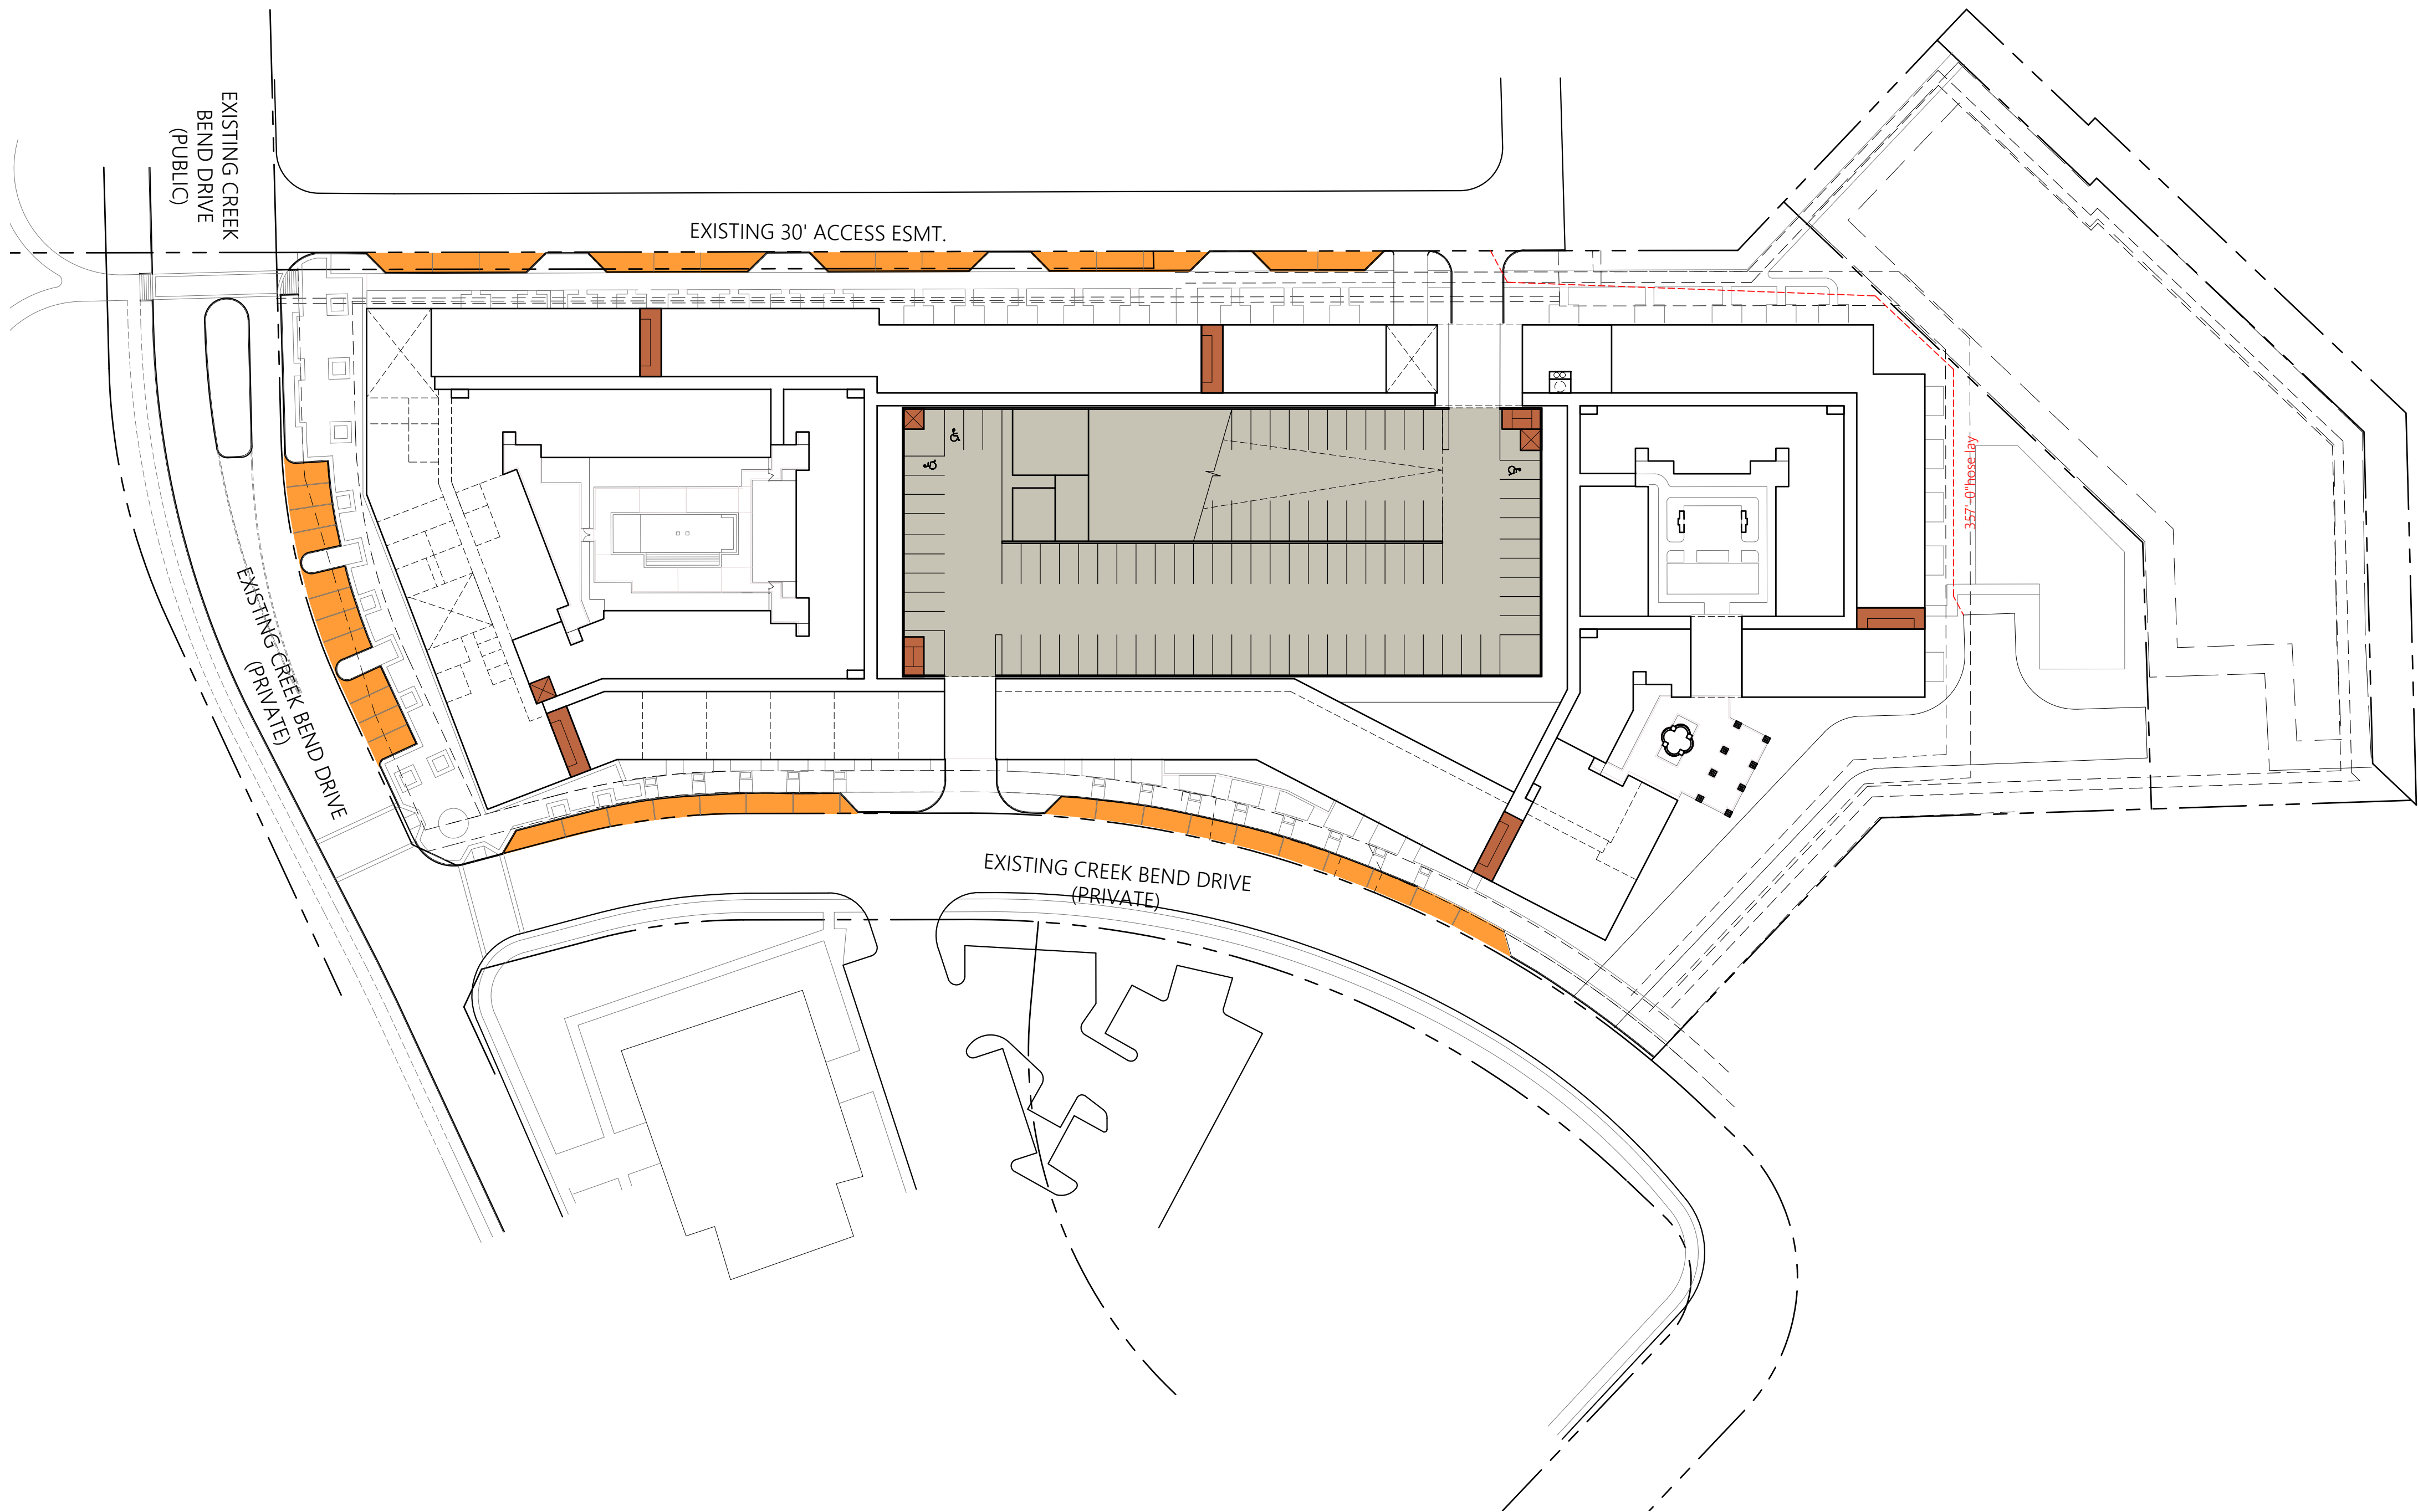 EXISTING CREEK
BEND DRIVE
(PUBLIC)
EXISTING 30' ACCESS ESMT.
357'-0"hose lay
EXISTING CREEK BEND DRIVE
(PRIVATE)
EXISTING CREEK BEND DRIVE
(PRIVATE)